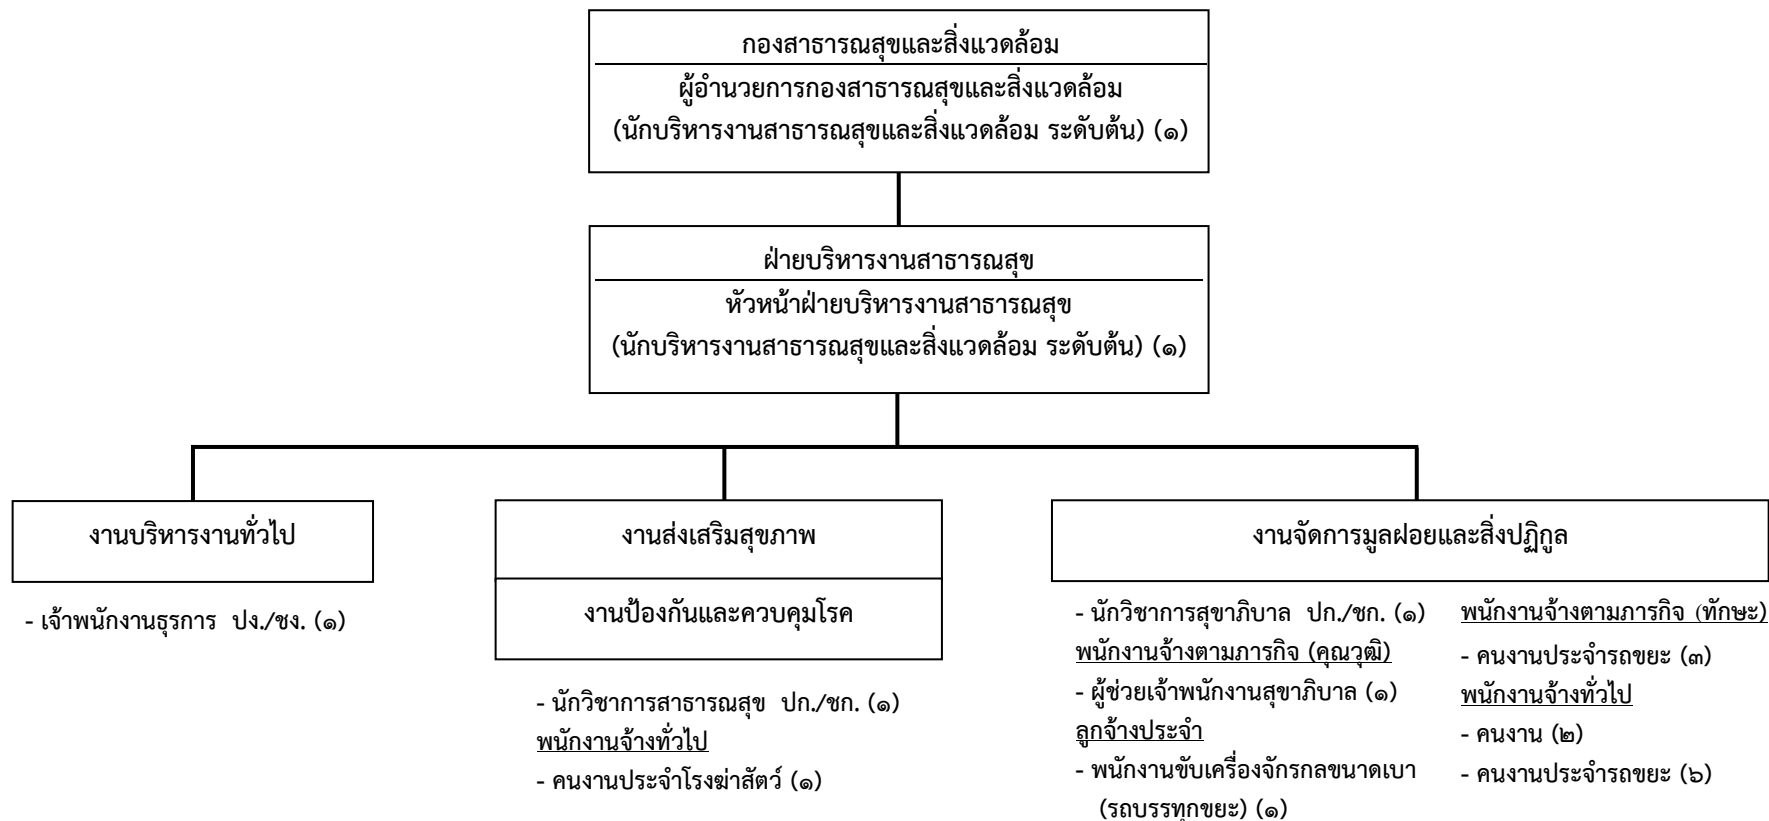 กองสาธารณสุขและสิ่งแวดล้อม
ผู้อำนวยการกองสาธารณสุขและสิ่งแวดล้อม
(นักบริหารงานสาธารณสุขและสิ่งแวดล้อม ระดับต้น) (๑)
ฝ่ายบริหารงานสาธารณสุข
หัวหน้าฝ่ายบริหารงานสาธารณสุข
(นักบริหารงานสาธารณสุขและสิ่งแวดล้อม ระดับต้น) (๑)
งานบริหารงานทั่วไป
- เจ้าพนักงานธุรการ ปง./ชง. (๑)
งานส่งเสริมสุขภาพ
งานป้องกันและควบคุมโรค
- นักวิชาการสาธารณสุข ปก./ชก. (๑)
พนักงานจ้างทั่วไป
- คนงานประจำโรงฆ่าสัตว์ (๑)
งานจัดการมูลฝอยและสิ่งปฏิกูล
- นักวิชาการสุขาภิบาล ปก./ชก. (๑)
พนักงานจ้างตามภารกิจ (คุณวุฒิ)
- ผู้ช่วยเจ้าพนักงานสุขาภิบาล (๑)
ลูกจ้างประจำ
- พนักงานขับเครื่องจักรกลขนาดเบา
(รถบรรทุกขยะ) (๑)
พนักงานจ้างตามภารกิจ (ทักษะ)
- คนงานประจำรถขยะ (๓)
พนักงานจ้างทั่วไป
- คนงาน (๒)
- คนงานประจำรถขยะ (๖)